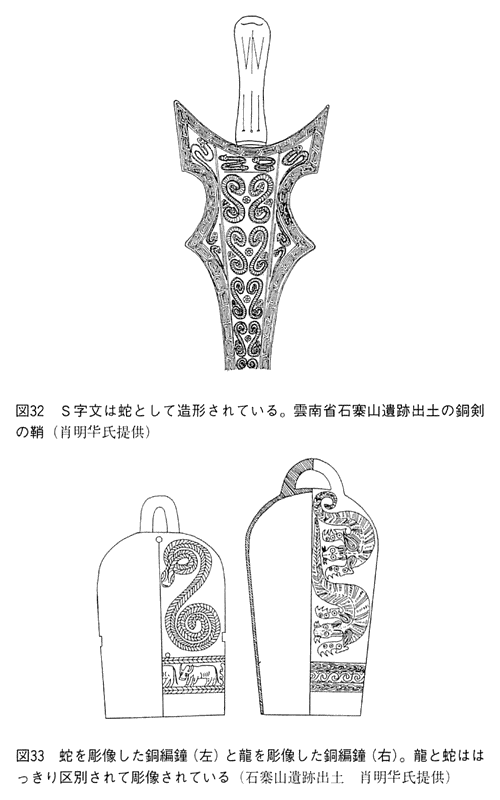 図32　S字文は蛇として造形されている。雲南省石寨山遺跡出土の銅剣
の鞘（肖明华氏提供）
図33　蛇を彫像した銅編鐘（左）と龍を彫像した銅編鐘（右）。龍と蛇ははは
っきり区別されて彫像されている（石寨山遺跡出土　肖明华氏提供）